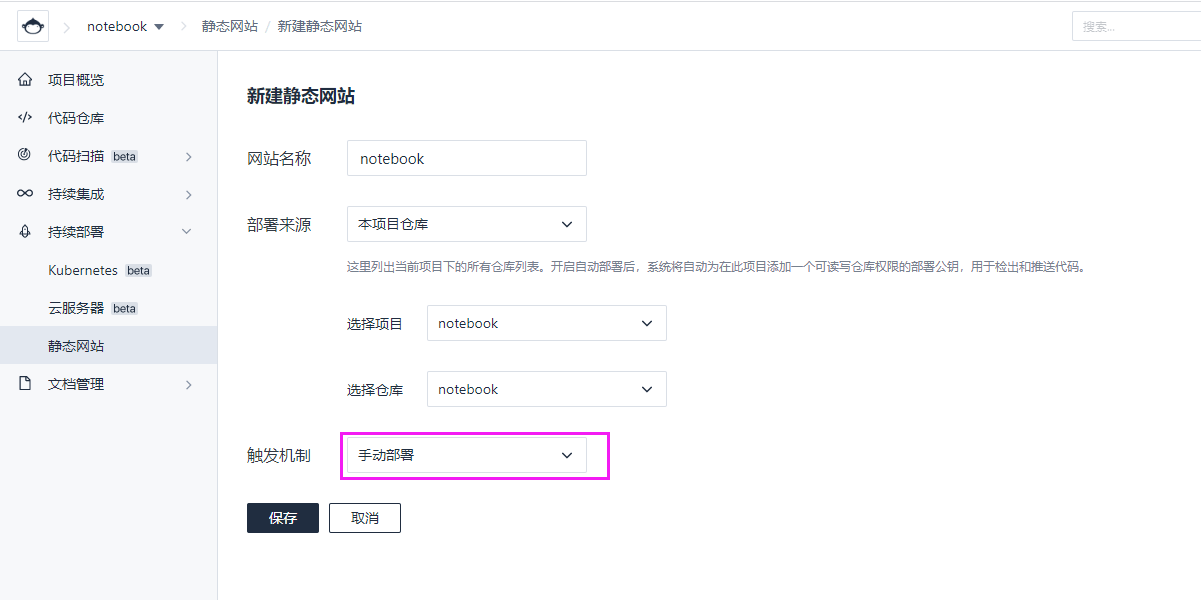 notebook 静态网站 / 新建静态网站
搜索...
项目概览
代码仓库
代码扫描 beta
持续集成
持续部署
Kubernetes beta
云服务器 beta
静态网站
文档管理
新建静态网站
网站名称 notebook
部署来源 本项目仓库
这里列出当前项目下的所有仓库列表。开启自动部署后，系统将自动为在此项目添加一个可读写仓库权限的部署公钥，用于检出和推送代码。
选择项目 notebook
选择仓库 notebook
触发机制 手动部署
保存 取消